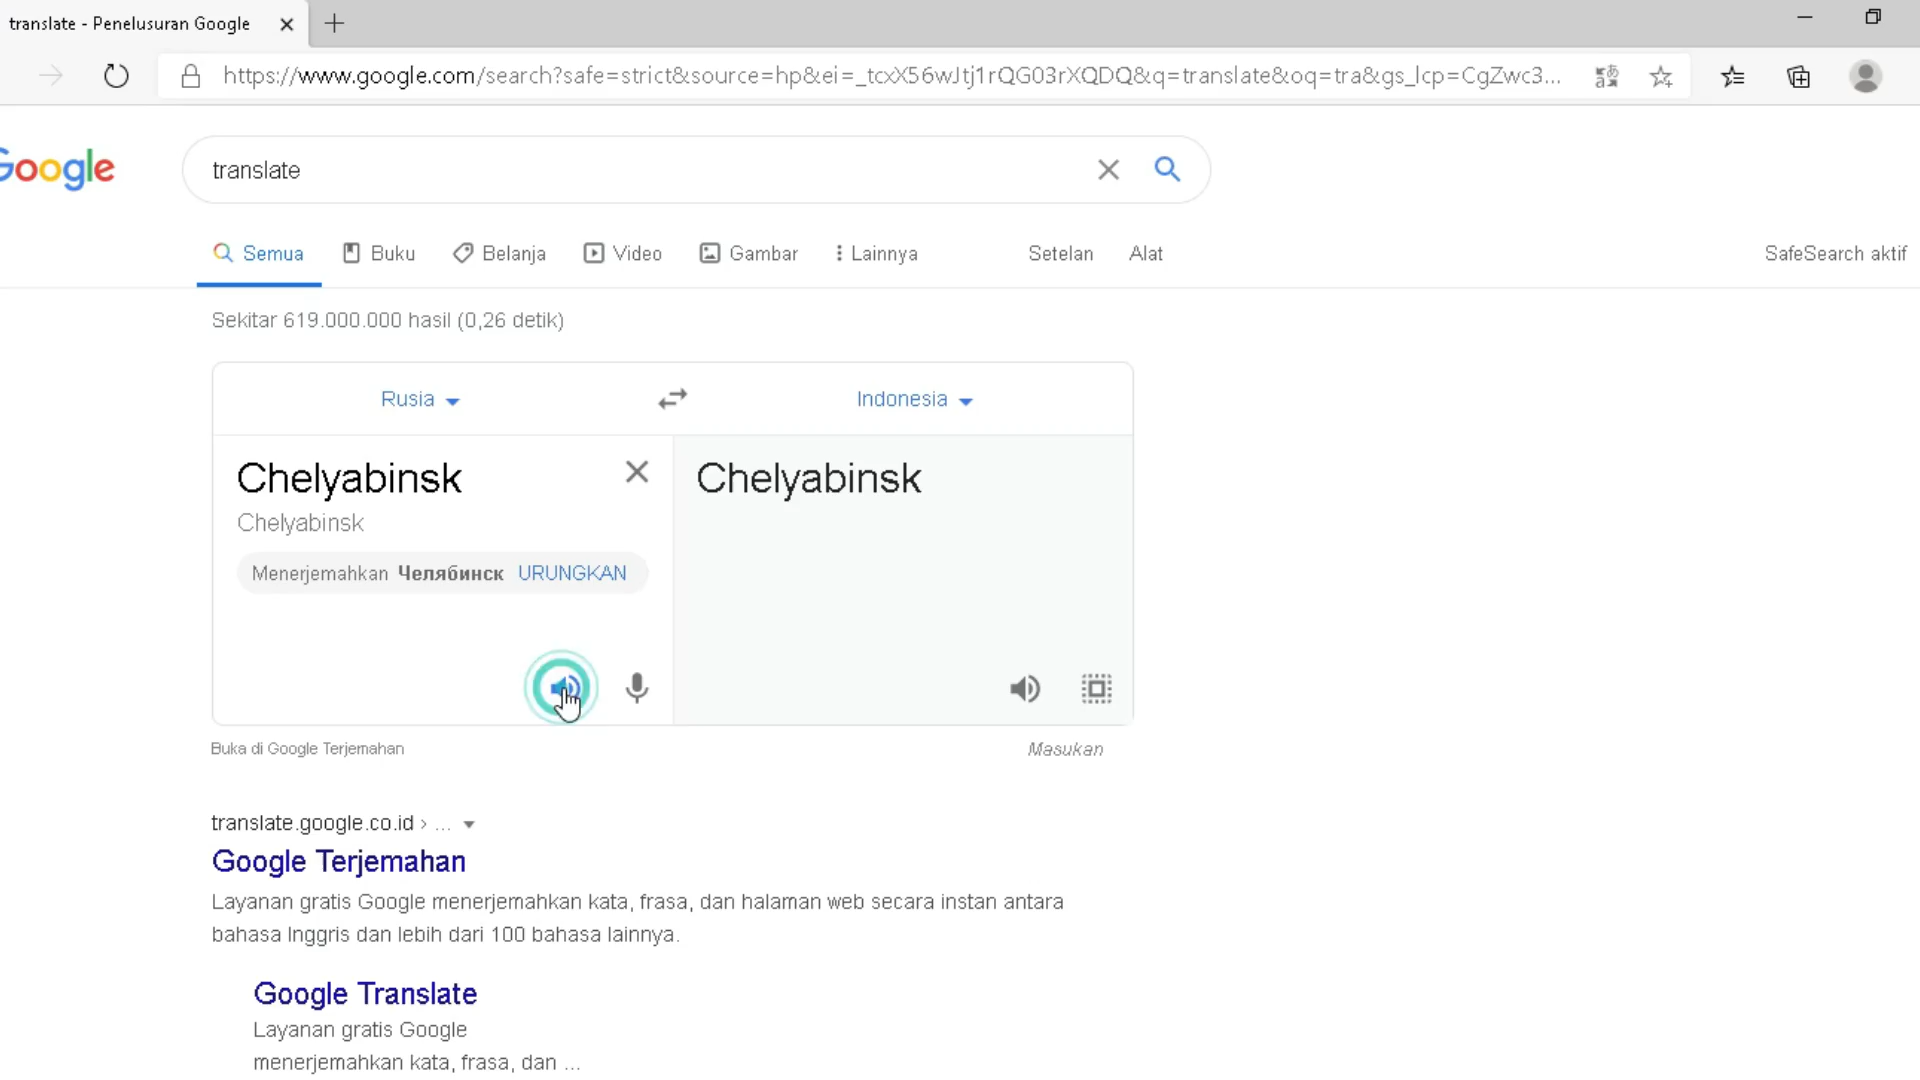 translate - Penelusuran Google
https://www.google.com/search?safe=strict&source=hp&ei=_tcxX56wJtj1rQG03rXQDQ&q=translate&oq=tra&gs_lcp=CgZwc3...
Google
translate
Semua Buku Belanja Video Gambar Lainnya Setelan Alat SafeSearch aktif
Sekitar 619.000.000 hasil (0,26 detik)
Rusia Indonesia
Chelyabinsk Chelyabinsk
Chelyabinsk
Menerjemahkan Челябинск URUNGKAN
Buka di Google Terjemahan Masukan
translate.google.co.id › ...
Google Terjemahan
Layanan gratis Google menerjemahkan kata, frasa, dan halaman web secara instan antara
bahasa Inggris dan lebih dari 100 bahasa lainnya.
Google Translate
Layanan gratis Google
menerjemahkan kata, frasa, dan ...